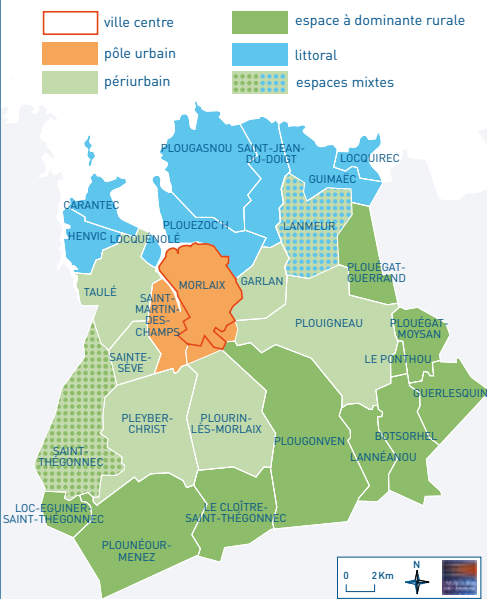 ville centre
espace à dominante rurale
pôle urbain
littoral
périurbain
espaces mixtes
PLOUGASNOU
SAINT-JEAN-
DU-DOIGT
LOCQUIREC
GUIMAËC
CARANTEC
PLOUEZOC'H
LANMEUR
HENVIC
LOCQUÉNOLÉ
PLOUÉGAT-
GUERRAND
TAULÉ
MORLAIX
GARLAN
SAINT-
MARTIN-
DES-
CHAMPS
PLOUIGNEAU
PLOUÉGAT-
MOYSAN
SAINTE-
SÈVE
LE PONTHOU
GUERLESQUIN
PLEYBER-
CHRIST
PLOURIN-
LÈS-MORLAIX
PLOUGONVEN
BOTSORHEL
LANNÉANOU
SAINT-
THÉGONNEC
LOC-EGUINER-
SAINT-THÉGONNEC
LE CLOÎTRE-
SAINT-THÉGONNEC
PLOUNÉOUR-
MENEZ
N
0 2 Km